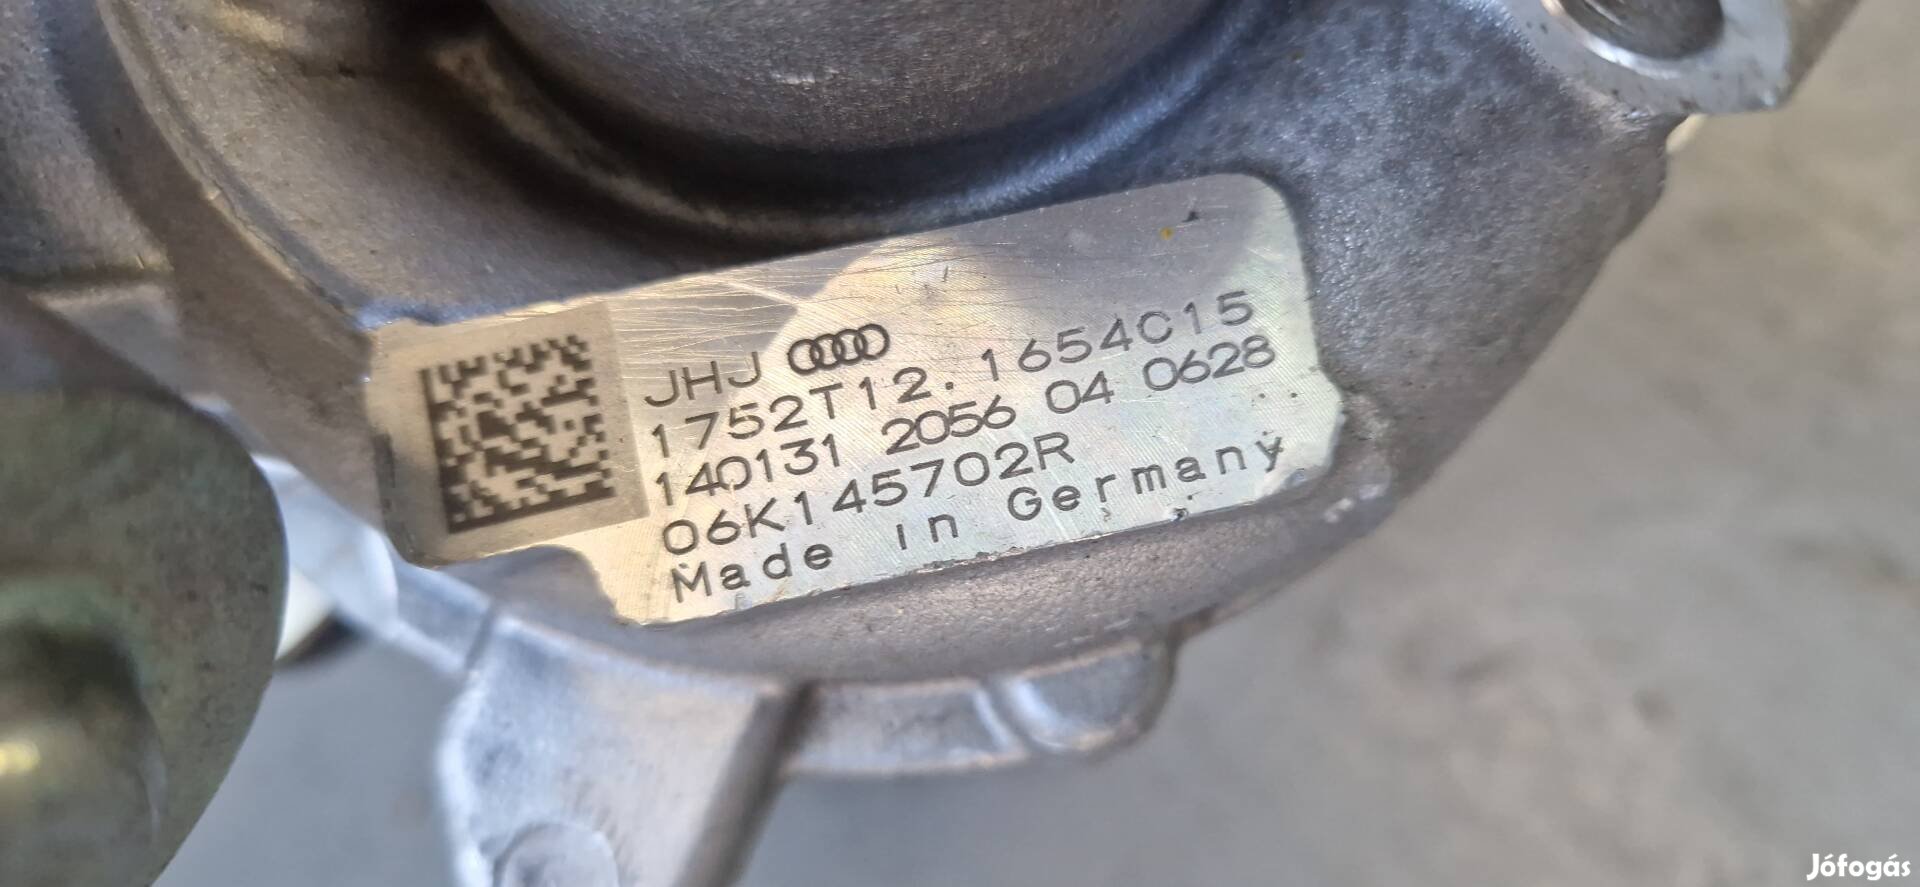 JHJ
1752T12.1654C15
140131 2056 04 0628
06K145702R
Made in Germany
Jófogás